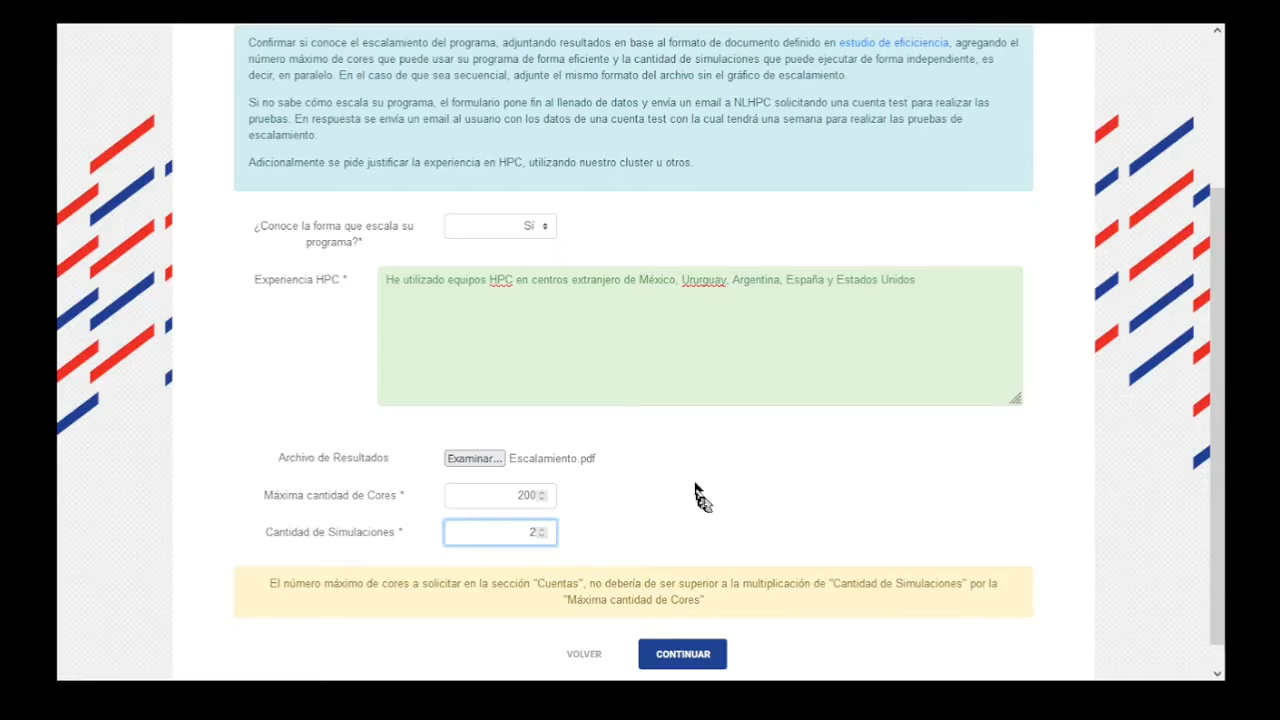 Confirmar si conoce el escalamiento del programa, adjuntando resultados en base al formato de documento definido en estudio de eficiciencia, agregando el
número máximo de cores que puede usar su programa de forma eficiente y la cantidad de simulaciones que puede ejecutar de forma independiente, es
decir, en paralelo. En el caso de que sea secuencial, adjunte el mismo formato del archivo sin el gráfico de escalamiento.
Si no sabe cómo escala su programa, el formulario pone fin al llenado de datos y envía un email a NLHPC solicitando una cuenta test para realizar las
pruebas. En respuesta se envía un email al usuario con los datos de una cuenta test con la cual tendrá una semana para realizar las pruebas de
escalamiento.
Adicionalmente se pide justificar la experiencia en HPC, utilizando nuestro cluster u otros.
¿Conoce la forma que escala su
programa?*
Sí
Experiencia HPC *
He utilizado equipos HPC en centros extranjero de México, Ururguay, Argentina, España y Estados Unidos
Archivo de Resultados
Examinar... Escalamiento.pdf
Máxima cantidad de Cores *
200
Cantidad de Simulaciones *
2
El número máximo de cores a solicitar en la sección "Cuentas", no debería de ser superior a la multiplicación de "Cantidad de Simulaciones" por la
"Máxima cantidad de Cores"
VOLVER
CONTINUAR